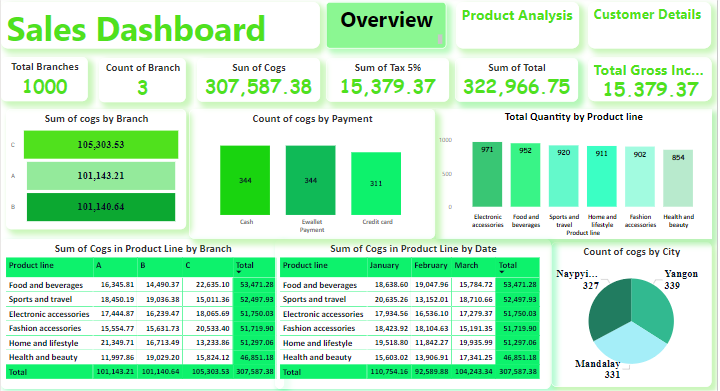 Sales Dashboard
Overview
Product Analysis
Customer Details
Total Branches
1000
Count of Branch
3
Sun of Cogs
307,587.38
Sum of Tax 5%
15,379.37
Sum of Total
322,966.75
Total Gross Inc...
15.379.37
Sum of cogs by Branch
C
105,303.53
A
101,143.21
B
101,140.64
Count of cogs by Payment
344
344
311
Cash
Ewallet
Credit card
Payment
Total Quantity by Product line
1000
500
0
971
952
920
911
902
854
Electronic accessories
Food and beverages
Sports and travel
Home and lifestyle
Fashion accessories
Health and beauty
Product line
Sum of Cogs in Product Line by Branch
Product line A B C Total
Food and beverages 16,345.81 14,490.37 22,635.10 53,471.28
Sports and travel 18,450.19 19,036.38 15,011.36 52,497.93
Electronic accessories 17,444.87 16,239.47 18,065.69 51,750.03
Fashion accessories 15,554.77 15,631.73 20,533.40 51,719.90
Home and lifestyle 21,349.71 16,713.49 13,233.86 51,297.06
Health and beauty 11,997.86 19,029.20 15,824.12 46,851.18
Total 101,143.21 101,140.64 105,303.53 307,587.38
Sum of Cogs in Product Line by Date
Product line January February March Total
Food and beverages 18,638.60 19,047.96 15,784.72 53,471.28
Sports and travel 20,635.26 13,152.01 18,710.66 52,497.93
Electronic accessories 17,934.56 16,536.10 17,279.37 51,750.03
Fashion accessories 18,423.92 18,104.63 15,191.35 51,719.90
Home and lifestyle 19,518.80 11,842.27 19,935.99 51,297.06
Health and beauty 15,603.02 13,906.91 17,341.25 46,851.18
Total 110,754.16 92,589.88 104,243.34 307,587.38
Count of cogs by City
Naypyi...
327
Yangon
339
Mandalay
331